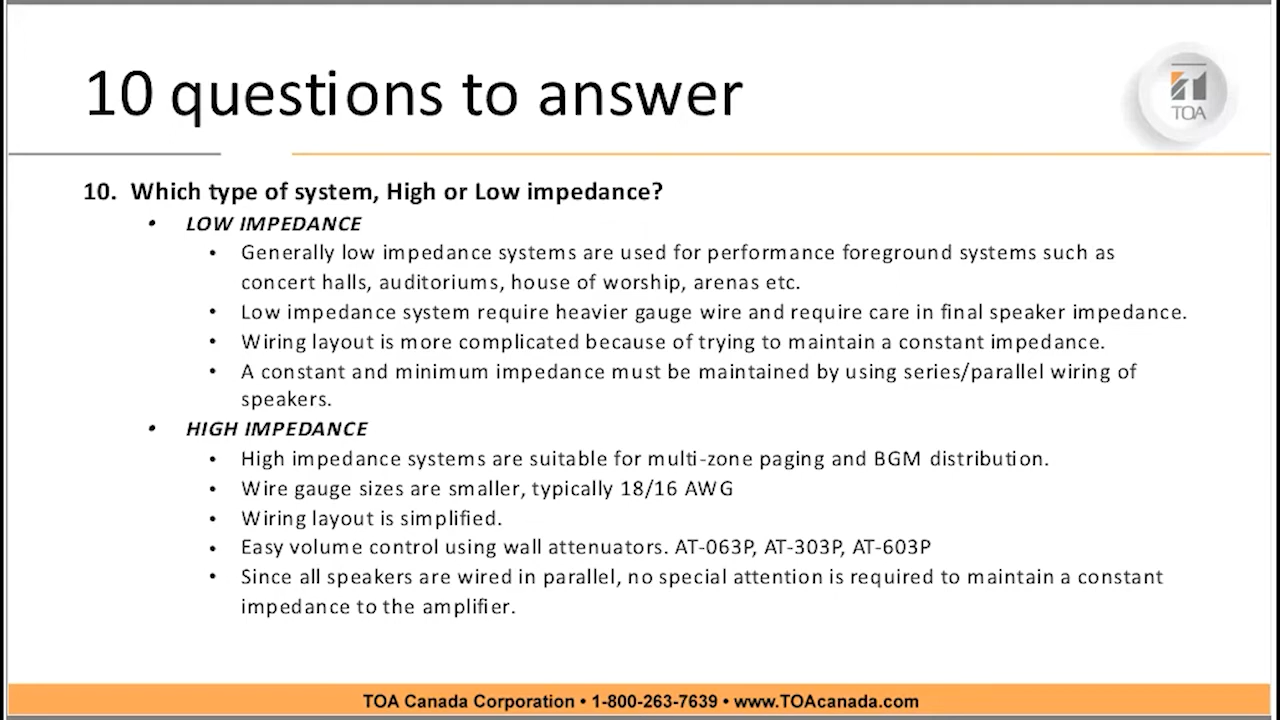 10 questions to answer
TOA
10. Which type of system, High or Low impedance?
• LOW IMPEDANCE
• Generally low impedance systems are used for performance foreground systems such as
concert halls, auditoriums, house of worship, arenas etc.
• Low impedance system require heavier gauge wire and require care in final speaker impedance.
• Wiring layout is more complicated because of trying to maintain a constant impedance.
• A constant and minimum impedance must be maintained by using series/parallel wiring of
speakers.
• HIGH IMPEDANCE
• High impedance systems are suitable for multi-zone paging and BGM distribution.
• Wire gauge sizes are smaller, typically 18/16 AWG
• Wiring layout is simplified.
• Easy volume control using wall attenuators. AT-063P, AT-303P, AT-603P
• Since all speakers are wired in parallel, no special attention is required to maintain a constant
impedance to the amplifier.
TOA Canada Corporation • 1-800-263-7639 • www.TOAcanada.com